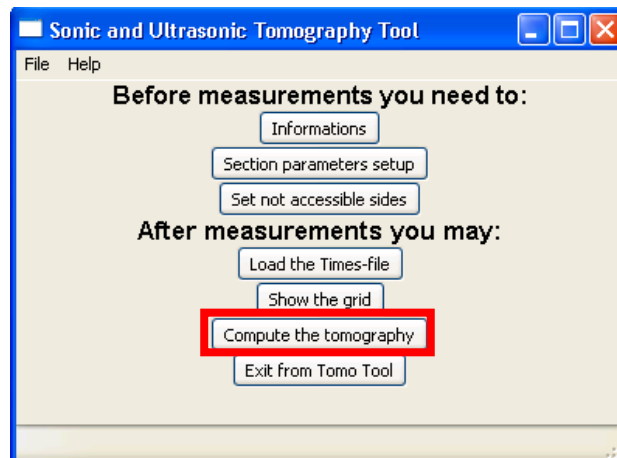 Sonic and Ultrasonic Tomography Tool
File Help
Before measurements you need to:
Informations
Section parameters setup
Set not accessible sides
After measurements you may:
Load the Times-file
Show the grid
Compute the tomography
Exit from Tomo Tool